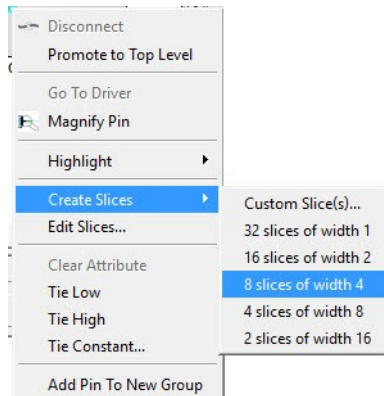 Disconnect
Promote to Top Level
Go To Driver
Magnify Pin
Highlight
Create Slices
Edit Slices...
Clear Attribute
Tie Low
Tie High
Tie Constant...
Add Pin To New Group
Custom Slice(s)...
32 slices of width 1
16 slices of width 2
8 slices of width 4
4 slices of width 8
2 slices of width 16